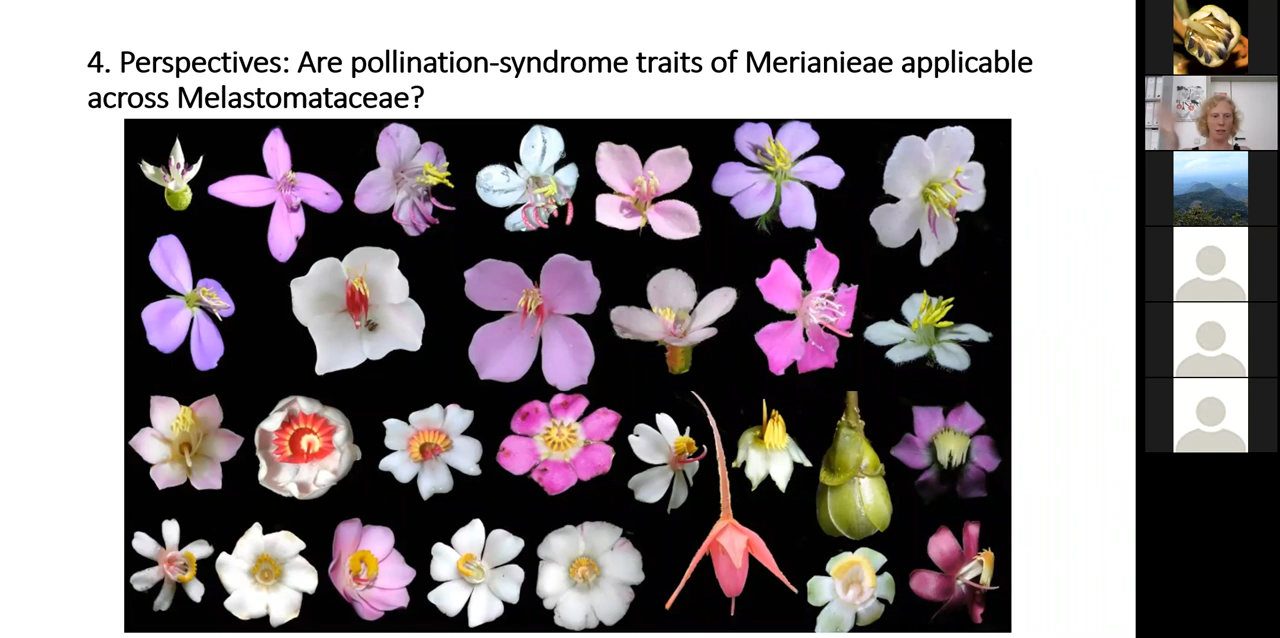 4. Perspectives: Are pollination-syndrome traits of Merianieae applicable
across Melastomataceae?